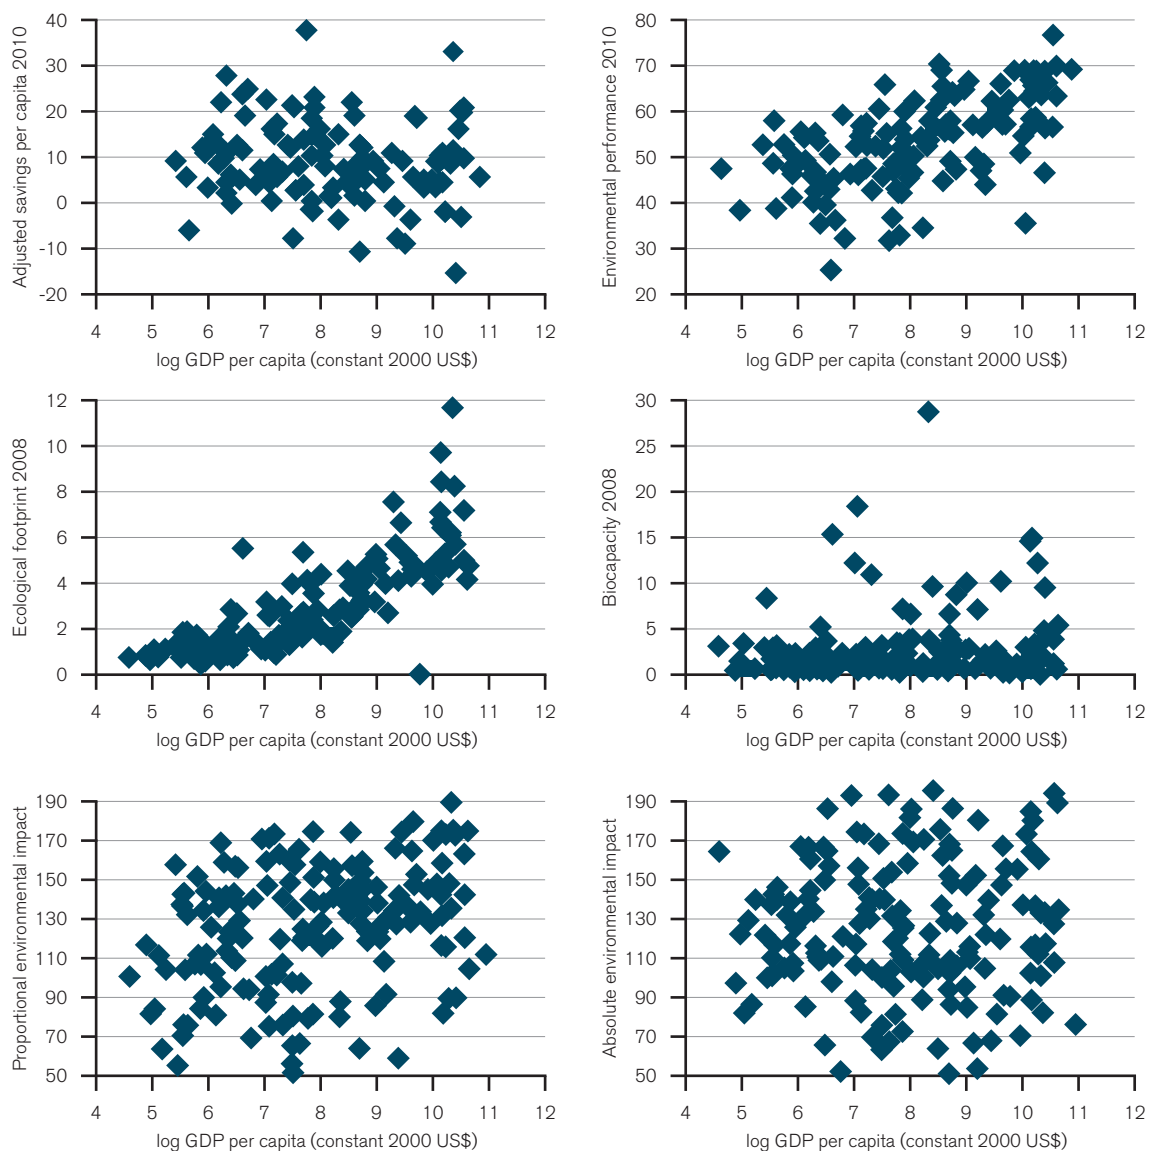 Adjusted savings per capita 2010
40
30
20
10
0
-10
-20
4 5 6 7 8 9 10 11 12
log GDP per capita (constant 2000 US$)
Environmental performance 2010
80
70
60
50
40
30
20
4 5 6 7 8 9 10 11 12
log GDP per capita (constant 2000 US$)
Ecological footprint 2008
12
10
8
6
4
2
0
4 5 6 7 8 9 10 11 12
log GDP per capita (constant 2000 US$)
Biocapacity 2008
30
25
20
15
10
5
0
4 5 6 7 8 9 10 11 12
log GDP per capita (constant 2000 US$)
Proportional environmental impact
190
170
150
130
110
90
70
50
4 5 6 7 8 9 10 11 12
log GDP per capita (constant 2000 US$)
Absolute environmental impact
190
170
150
130
110
90
70
50
4 5 6 7 8 9 10 11 12
log GDP per capita (constant 2000 US$)